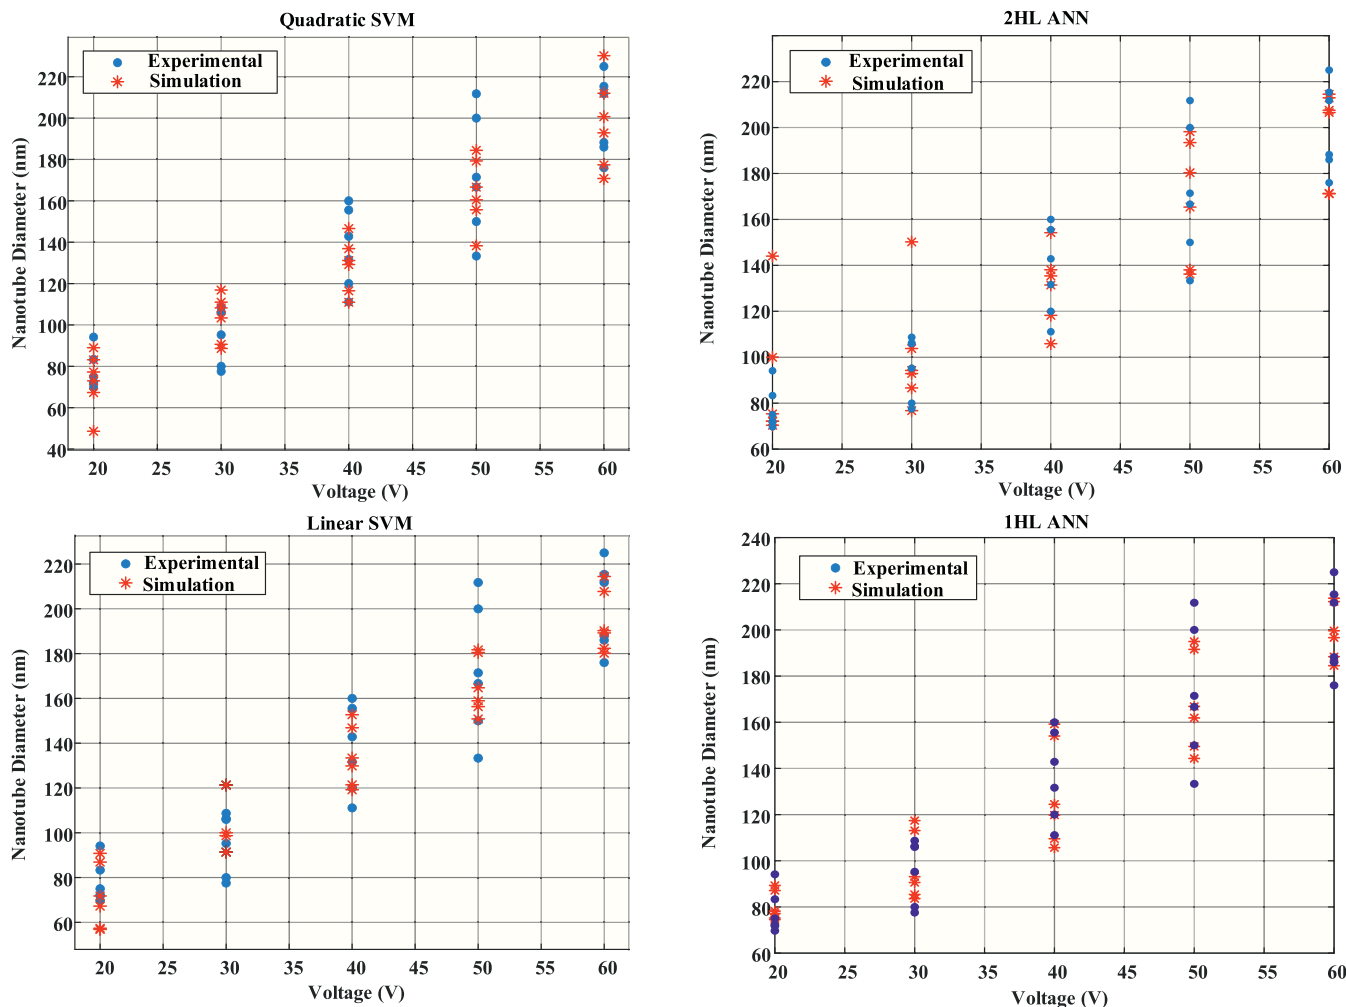 Quadratic SVM
Experimental
Simulation
220
200
180
160
140
120
100
80
60
40
20 30 40 50 55 60
Nanotube Diameter (nm)
Voltage (V)
2HL ANN
Experimental
Simulation
220
200
180
160
140
120
100
80
60
20 25 30 35 40 45 50 55 60
Nanotube Diameter (nm)
Voltage (V)
Linear SVM
Experimental
Simulation
220
200
180
160
140
120
100
80
60
20 25 30 35 40 45 50 55 60
Nanotube Diameter (nm)
Voltage (V)
1HL ANN
Experimental
Simulation
240
220
200
180
160
140
120
100
80
60
20 25 30 35 40 45 50 55 60
Nanotube Diameter (nm)
Voltage (V)